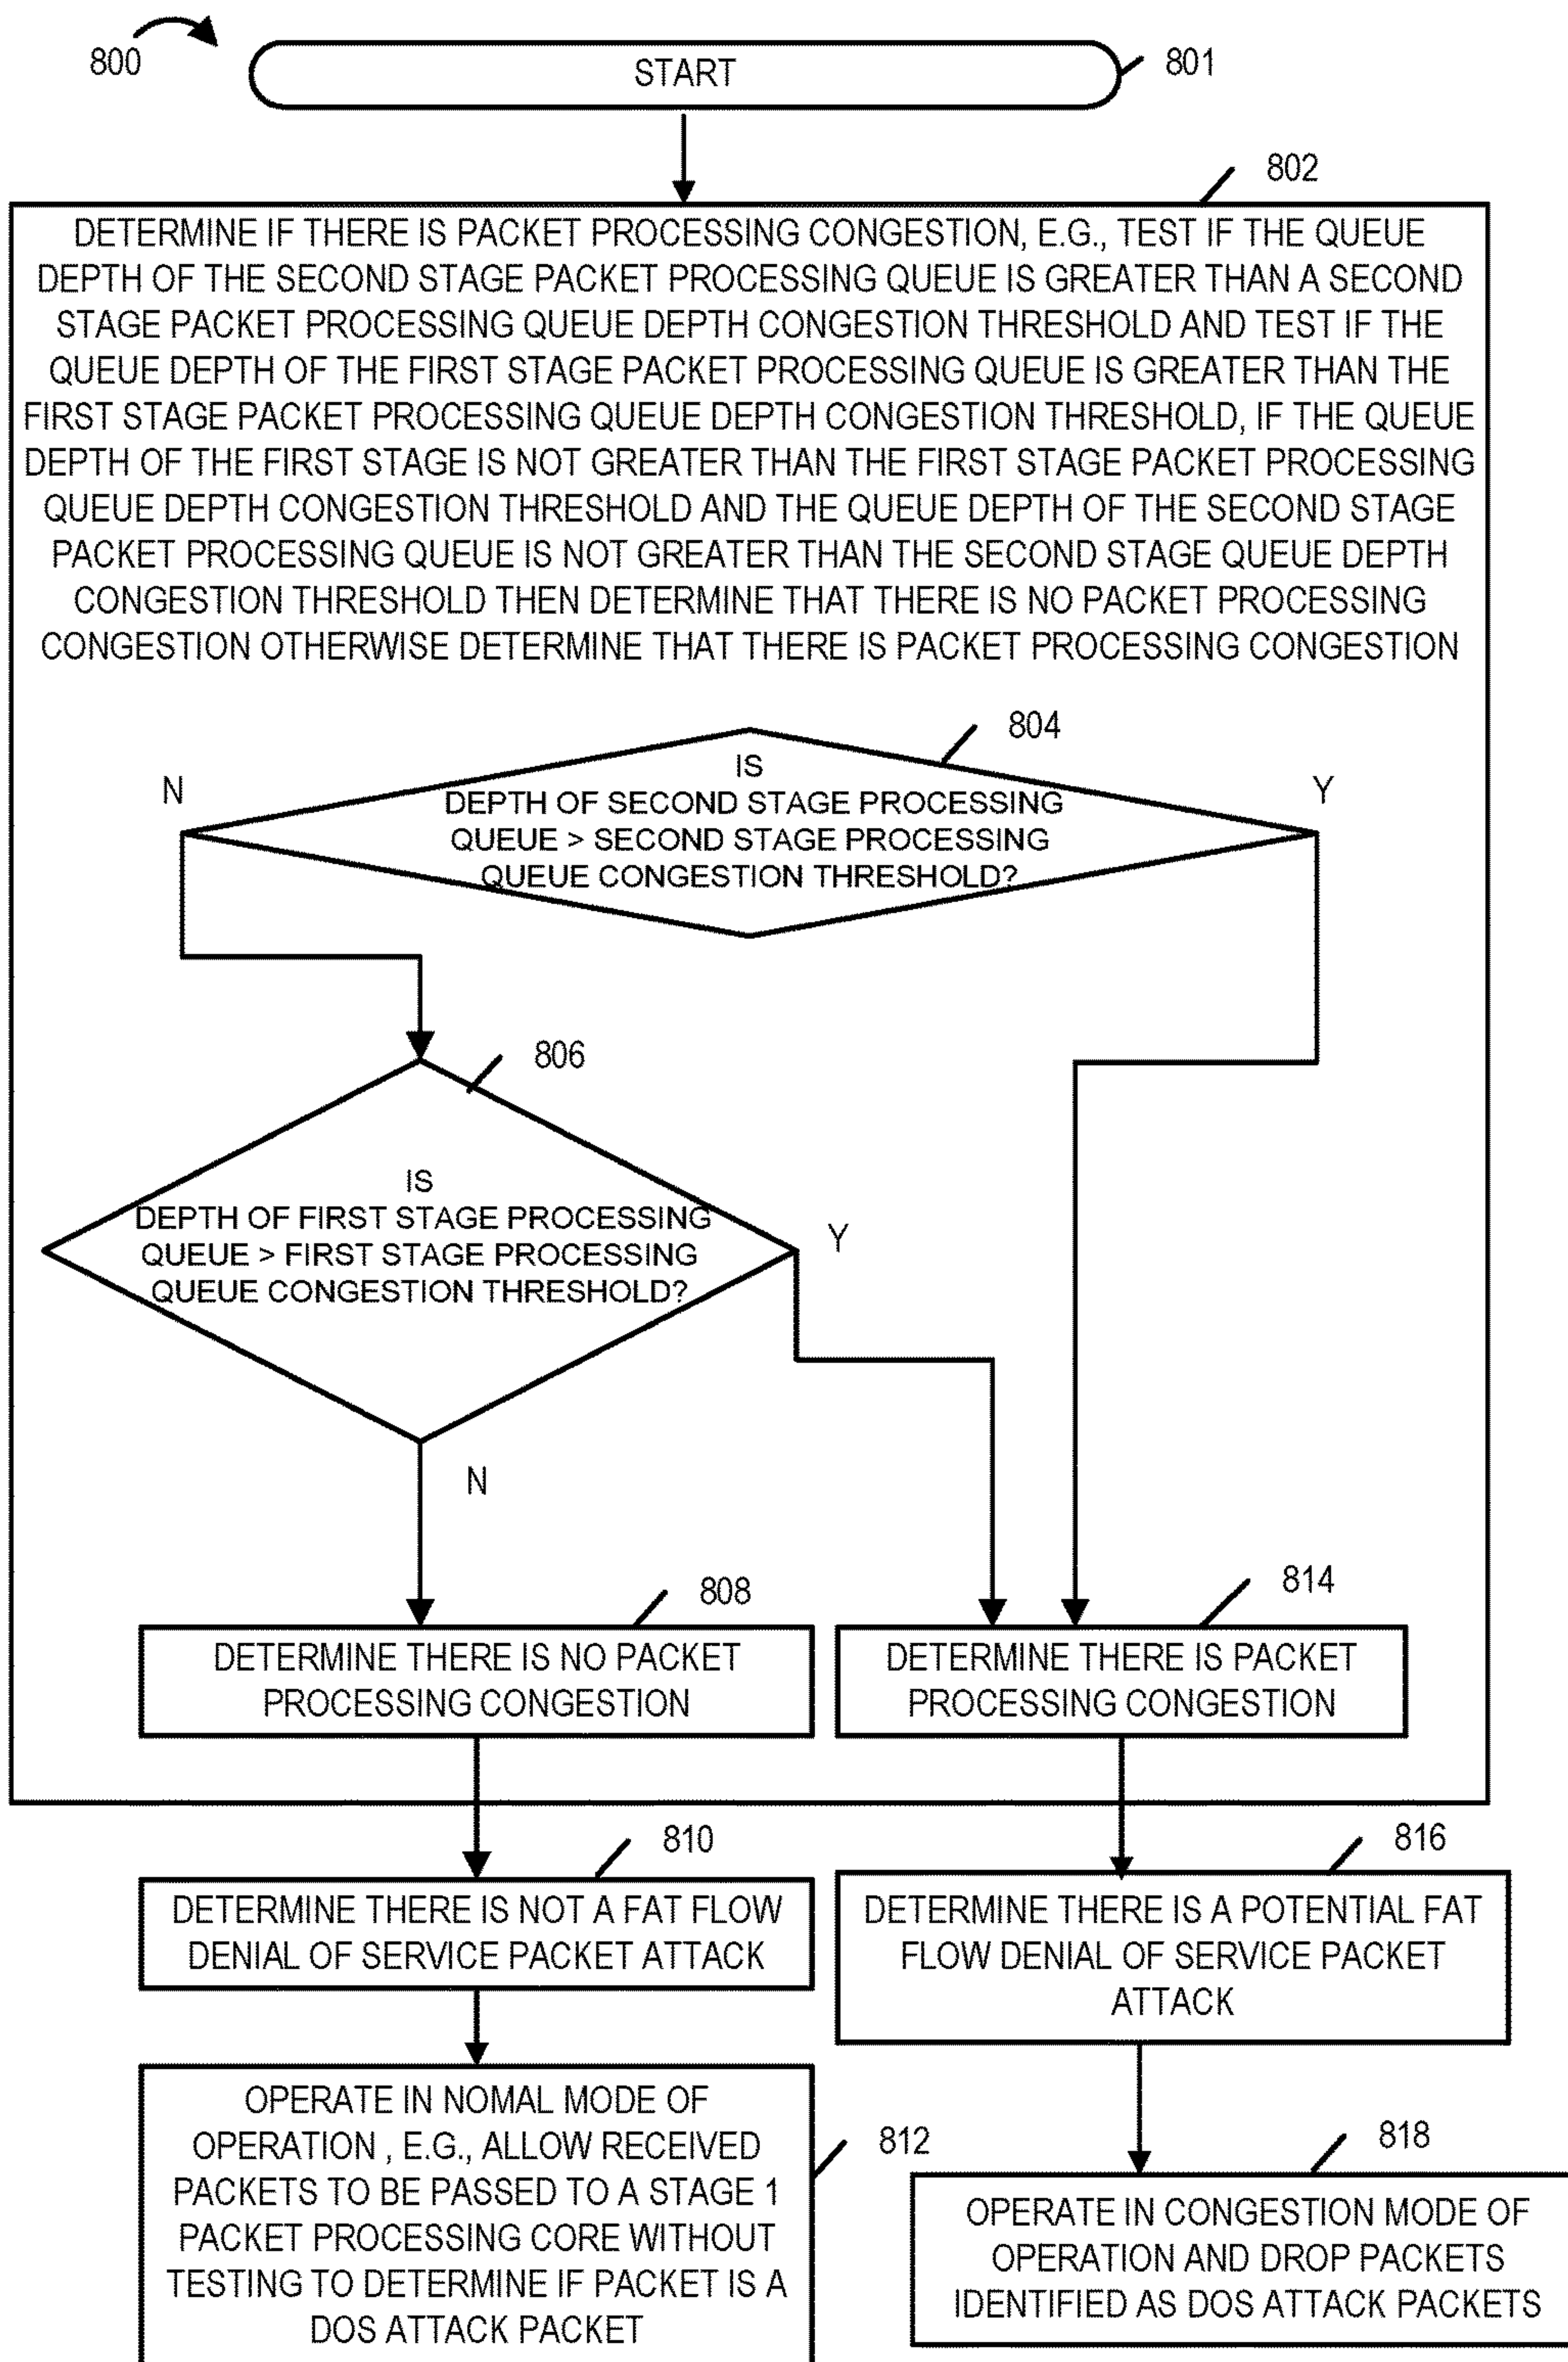 800
START
801
802
DETERMINE IF THERE IS PACKET PROCESSING CONGESTION, E.G., TEST IF THE QUEUE
DEPTH OF THE SECOND STAGE PACKET PROCESSING QUEUE IS GREATER THAN A SECOND
STAGE PACKET PROCESSING QUEUE DEPTH CONGESTION THRESHOLD AND TEST IF THE
QUEUE DEPTH OF THE FIRST STAGE PACKET PROCESSING QUEUE IS GREATER THAN THE
FIRST STAGE PACKET PROCESSING QUEUE DEPTH CONGESTION THRESHOLD, IF THE QUEUE
DEPTH OF THE FIRST STAGE IS NOT GREATER THAN THE FIRST STAGE PACKET PROCESSING
QUEUE DEPTH CONGESTION THRESHOLD AND THE QUEUE DEPTH OF THE SECOND STAGE
PACKET PROCESSING QUEUE IS NOT GREATER THAN THE SECOND STAGE QUEUE DEPTH
CONGESTION THRESHOLD THEN DETERMINE THAT THERE IS NO PACKET PROCESSING
CONGESTION OTHERWISE DETERMINE THAT THERE IS PACKET PROCESSING CONGESTION
804
N
Y
IS
DEPTH OF SECOND STAGE PROCESSING
QUEUE > SECOND STAGE PROCESSING
QUEUE CONGESTION THRESHOLD?
806
IS
DEPTH OF FIRST STAGE PROCESSING
QUEUE > FIRST STAGE PROCESSING
QUEUE CONGESTION THRESHOLD?
Y
N
808
DETERMINE THERE IS NO PACKET
PROCESSING CONGESTION
814
DETERMINE THERE IS PACKET
PROCESSING CONGESTION
810
DETERMINE THERE IS NOT A FAT FLOW
DENIAL OF SERVICE PACKET ATTACK
816
DETERMINE THERE IS A POTENTIAL FAT
FLOW DENIAL OF SERVICE PACKET
ATTACK
OPERATE IN NOMAL MODE OF
OPERATION , E.G., ALLOW RECEIVED
PACKETS TO BE PASSED TO A STAGE 1
PACKET PROCESSING CORE WITHOUT
TESTING TO DETERMINE IF PACKET IS A
DOS ATTACK PACKET
812
818
OPERATE IN CONGESTION MODE OF
OPERATION AND DROP PACKETS
IDENTIFIED AS DOS ATTACK PACKETS